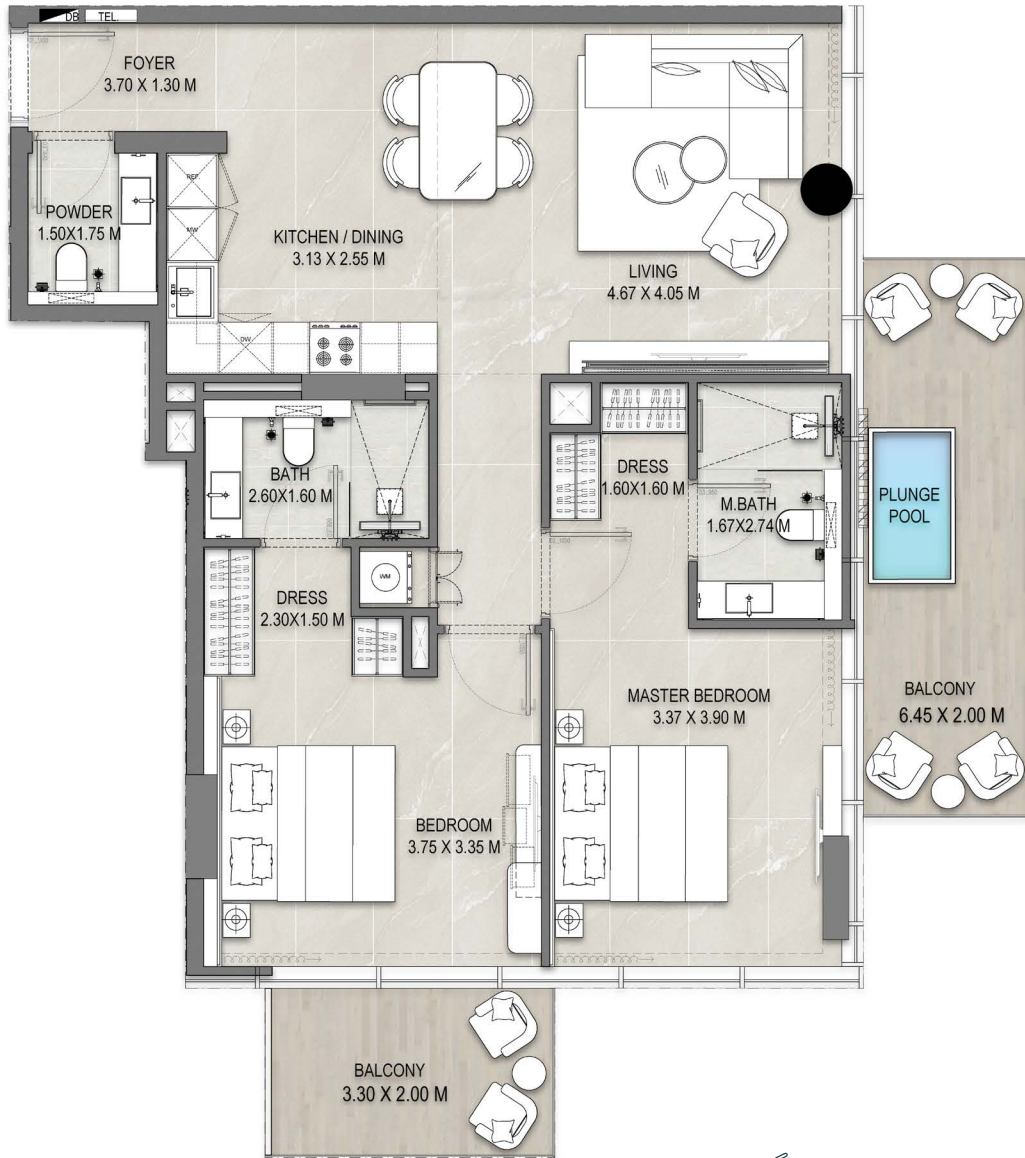 DB TEL.
FOYER
3.70 X 1.30 M
POWDER
1.50X1.75 M
REF.
MW
KITCHEN / DINING
3.13 X 2.55 M
LIVING
4.67 X 4.05 M
DW
BATH
2.60X1.60 M
DRESS
1.60X1.60 M
M.BATH
1.67X2.74 M
PLUNGE
POOL
WM
DRESS
2.30X1.50 M
MASTER BEDROOM
3.37 X 3.90 M
BALCONY
6.45 X 2.00 M
BEDROOM
3.75 X 3.35 M
BALCONY
3.30 X 2.00 M